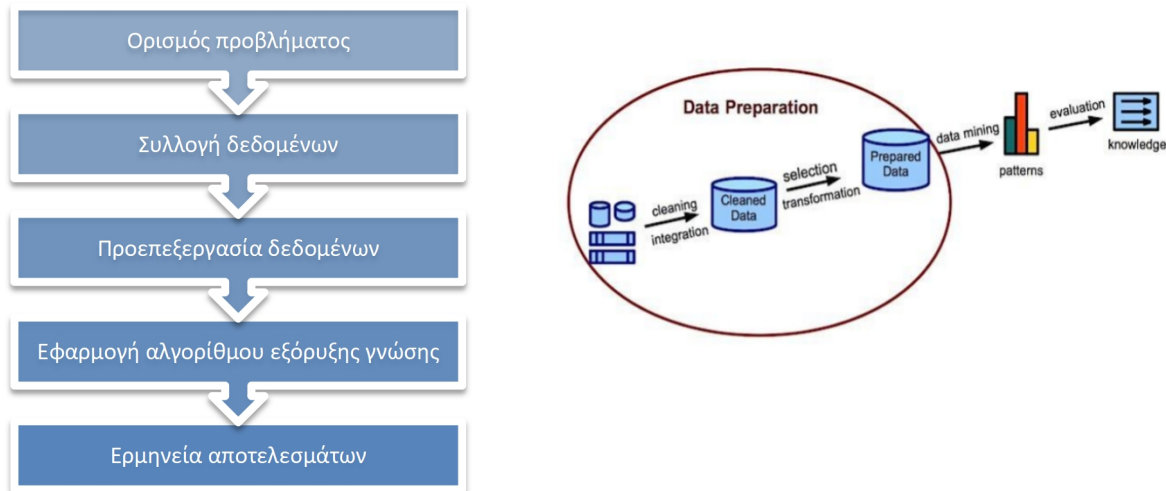 Ορισμός προβλήματος
Συλλογή δεδομένων
Προεπεξεργασία δεδομένων
Εφαρμογή αλγορίθμου εξόρυξης γνώσης
Ερμηνεία αποτελεσμάτων
Data Preparation
cleaning
integration
Cleaned
Data
selection
transformation
Prepared
Data
data mining
patterns
evaluation
knowledge